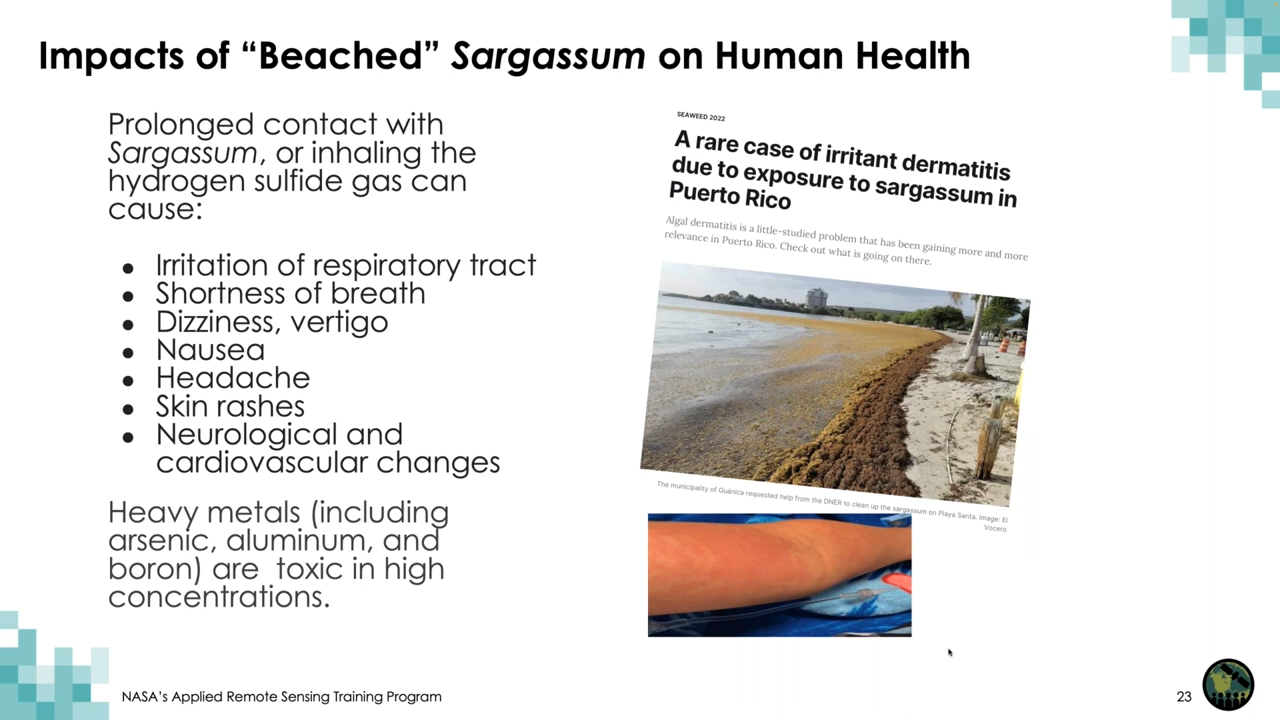 Impacts of “Beached” Sargassum on Human Health
Prolonged contact with
Sargassum, or inhaling the
hydrogen sulfide gas can
cause:
● Irritation of respiratory tract
● Shortness of breath
● Dizziness, vertigo
● Nausea
● Headache
● Skin rashes
● Neurological and
cardiovascular changes
Heavy metals (including
arsenic, aluminum, and
boron) are  toxic in high
concentrations.
SEAWEED 2022
A rare case of irritant dermatitis
due to exposure to sargassum in
Puerto Rico
Algal dermatitis is a little-studied problem that has been gaining more and more
relevance in Puerto Rico. Check out what is going on there.
The municipality of Guánica requested help from the DNER to clean up the sargassum on Playa Santa. Image: El
Vocero
NASA’s Applied Remote Sensing Training Program
23